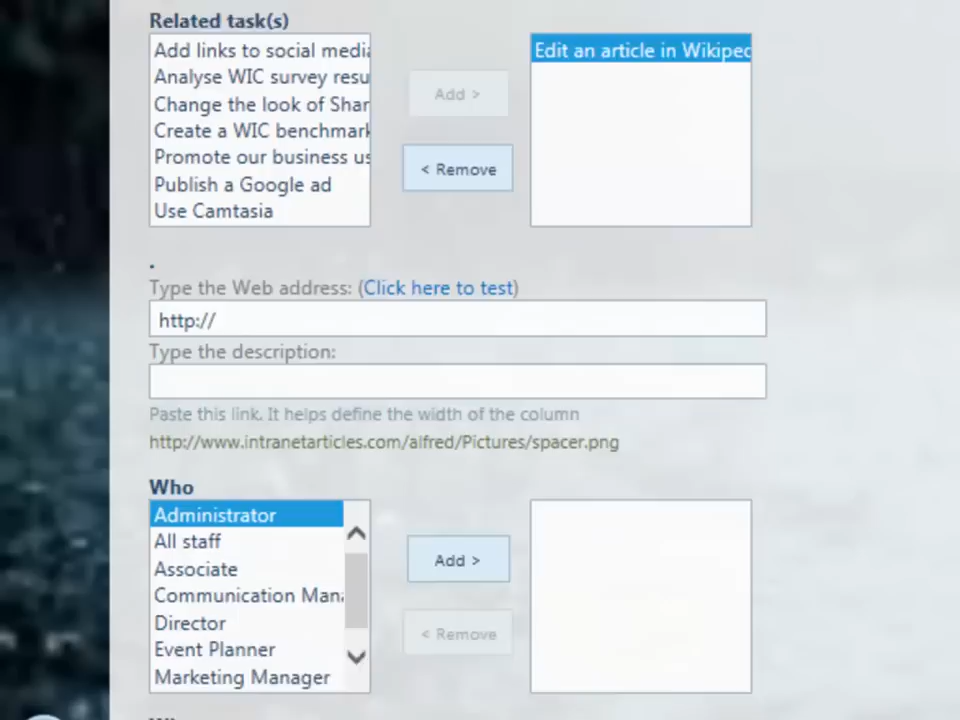 Related task(s)
Add links to social media
Analyse WIC survey resu
Change the look of Shar
Create a WIC benchmark
Promote our business us
Publish a Google ad
Use Camtasia
Add >
< Remove
Edit an article in Wikiped
.
Type the Web address: (Click here to test)
http://
Type the description:
Paste this link. It helps define the width of the column
http://www.intranetarticles.com/alfred/Pictures/spacer.png
Who
Administrator
All staff
Associate
Communication Mana
Director
Event Planner
Marketing Manager
Add >
< Remove